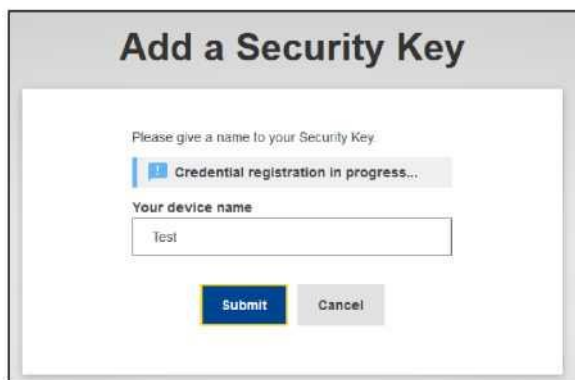 Add a Security Key
Please give a name to your Security Key.
Credential registration in progress...
Your device name
Test
Submit Cancel